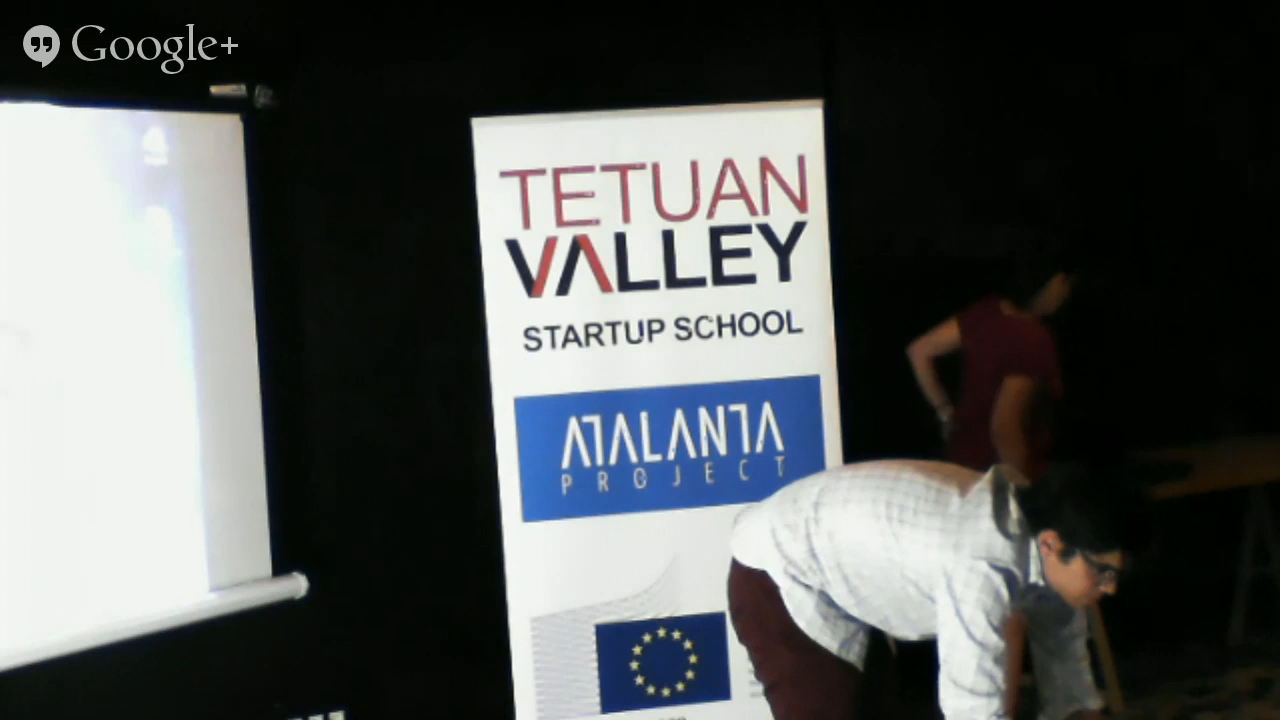 Google+
TETUAN
VALLEY
STARTUP SCHOOL
ATALANTA
PROJECT